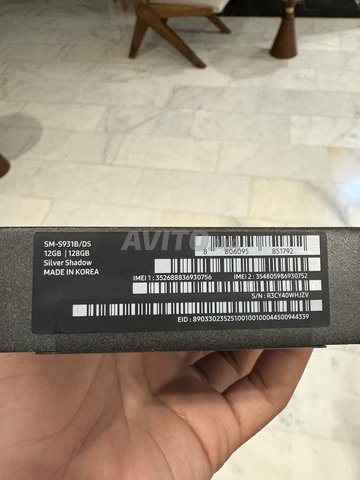 SM-S931B/DS
12GB | 128GB
Silver Shadow
MADE IN KOREA
AVITO
8 806095 851792
IMEI 1 : 352688836930756
IMEI 2 : 354805986930752
S/N : R3CY40WHJZV
EID : 89033023525100100100044500944339